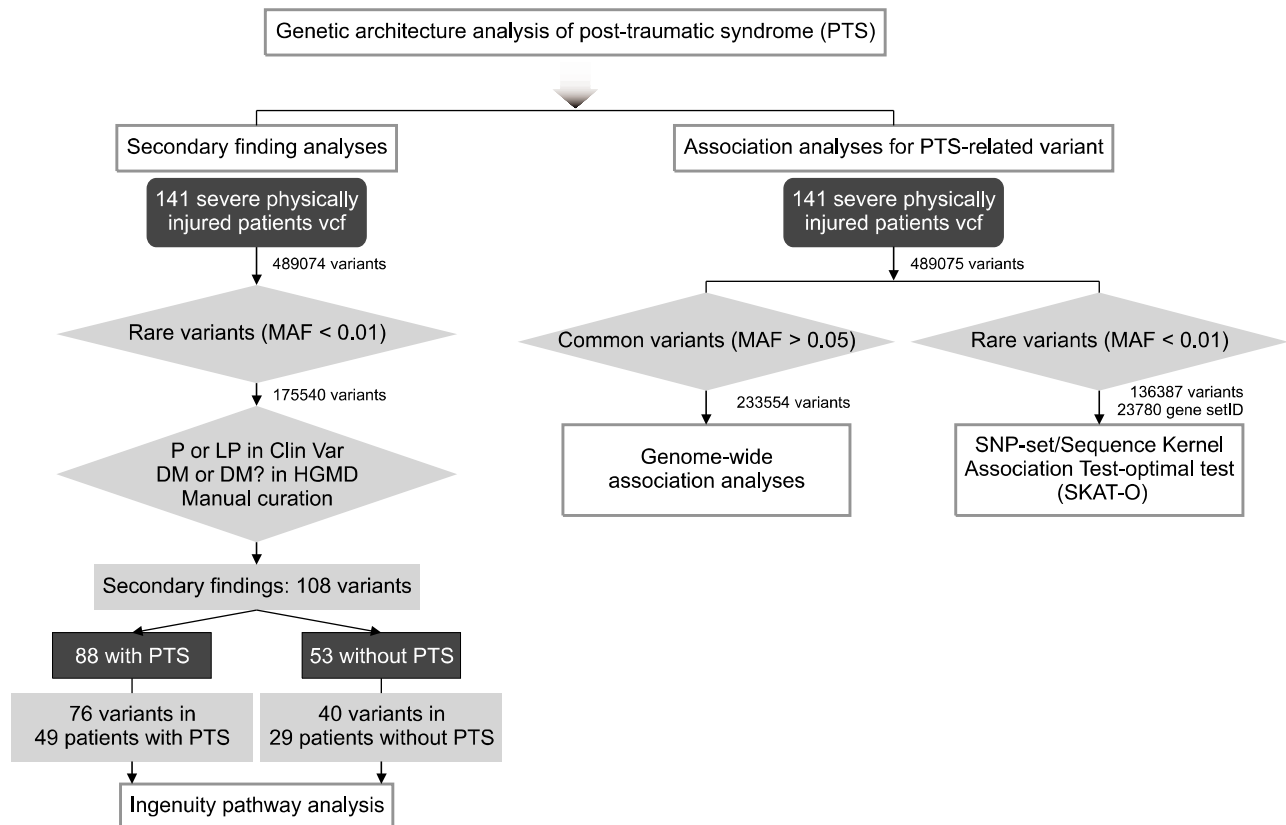 Genetic architecture analysis of post-traumatic syndrome (PTS)
Secondary finding analyses
141 severe physically
injured patients vcf
489074 variants
Rare variants (MAF < 0.01)
175540 variants
P or LP in Clin Var
DM or DM? in HGMD
Manual curation
Secondary findings: 108 variants
88 with PTS
53 without PTS
76 variants in
49 patients with PTS
40 variants in
29 patients without PTS
Ingenuity pathway analysis
Association analyses for PTS-related variant
141 severe physically
injured patients vcf
489075 variants
Common variants (MAF > 0.05)
233554 variants
Genome-wide
association analyses
Rare variants (MAF < 0.01)
136387 variants
23780 gene setID
SNP-set/Sequence Kernel
Association Test-optimal test
(SKAT-O)